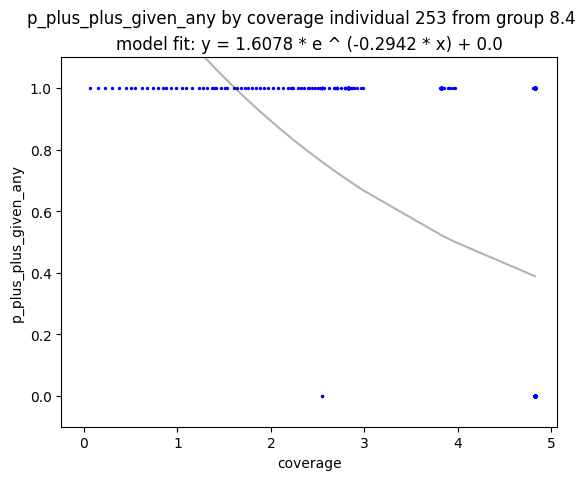 p_plus_plus_given_any by coverage individual 253 from group 8.4
model fit: y = 1.6078 * e ^ (-0.2942 * x) + 0.0
1.0
0.8
0.6
0.4
0.2
0.0
p_plus_plus_given_any
0 1 2 3 4 5
coverage